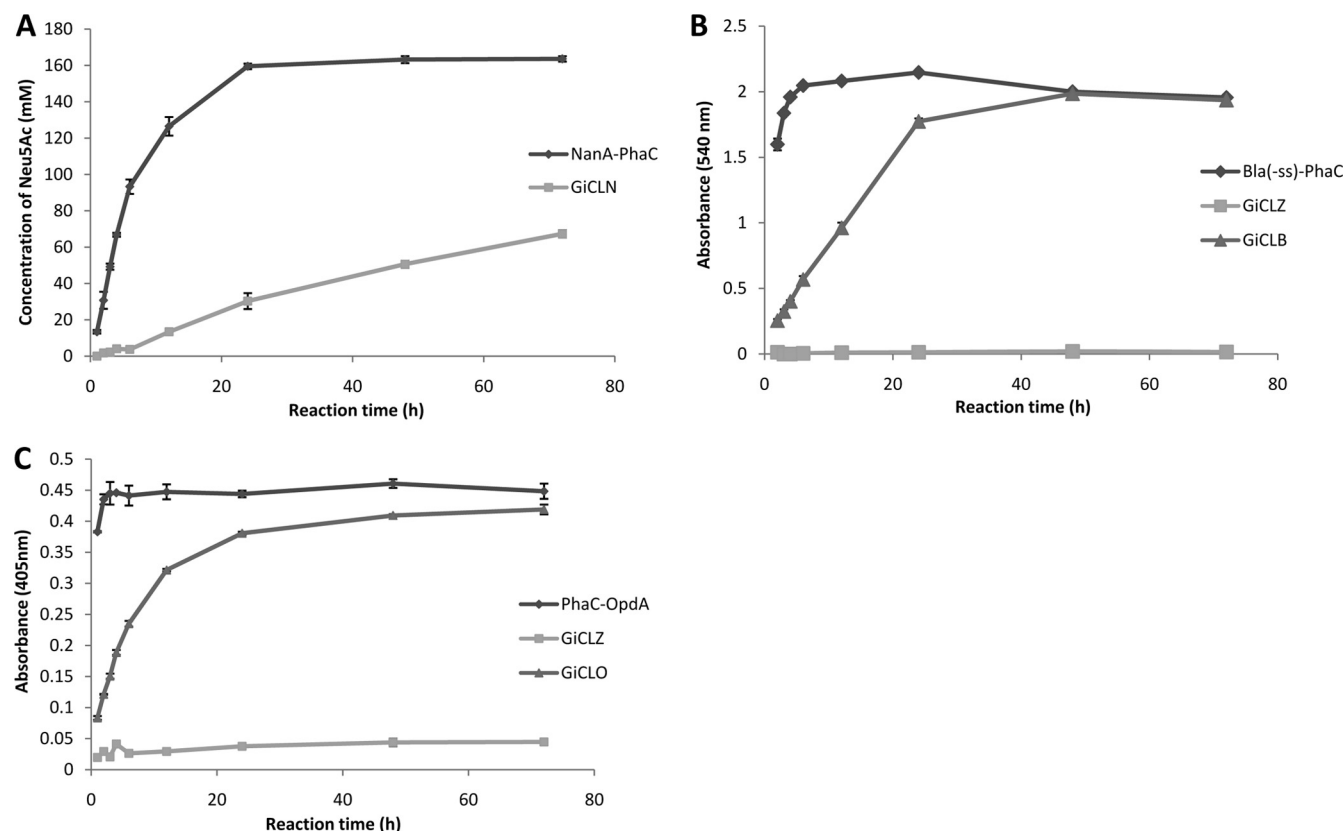 A
Concentration of Neu5Ac (mM)
180
160
140
120
100
80
60
40
20
0
0 20 40 60 80
Reaction time (h)
NanA-PhaC
GiCLN
B
Absorbance (540 nm)
2.5
2
1.5
1
0.5
0
0 20 40 60 80
Reaction time (h)
Bla(-ss)-PhaC
GiCLZ
GiCLB
C
Absorbance (405nm)
0.5
0.45
0.4
0.35
0.3
0.25
0.2
0.15
0.1
0.05
0
0 20 40 60 80
Reaction time (h)
PhaC-OpdA
GiCLZ
GiCLO